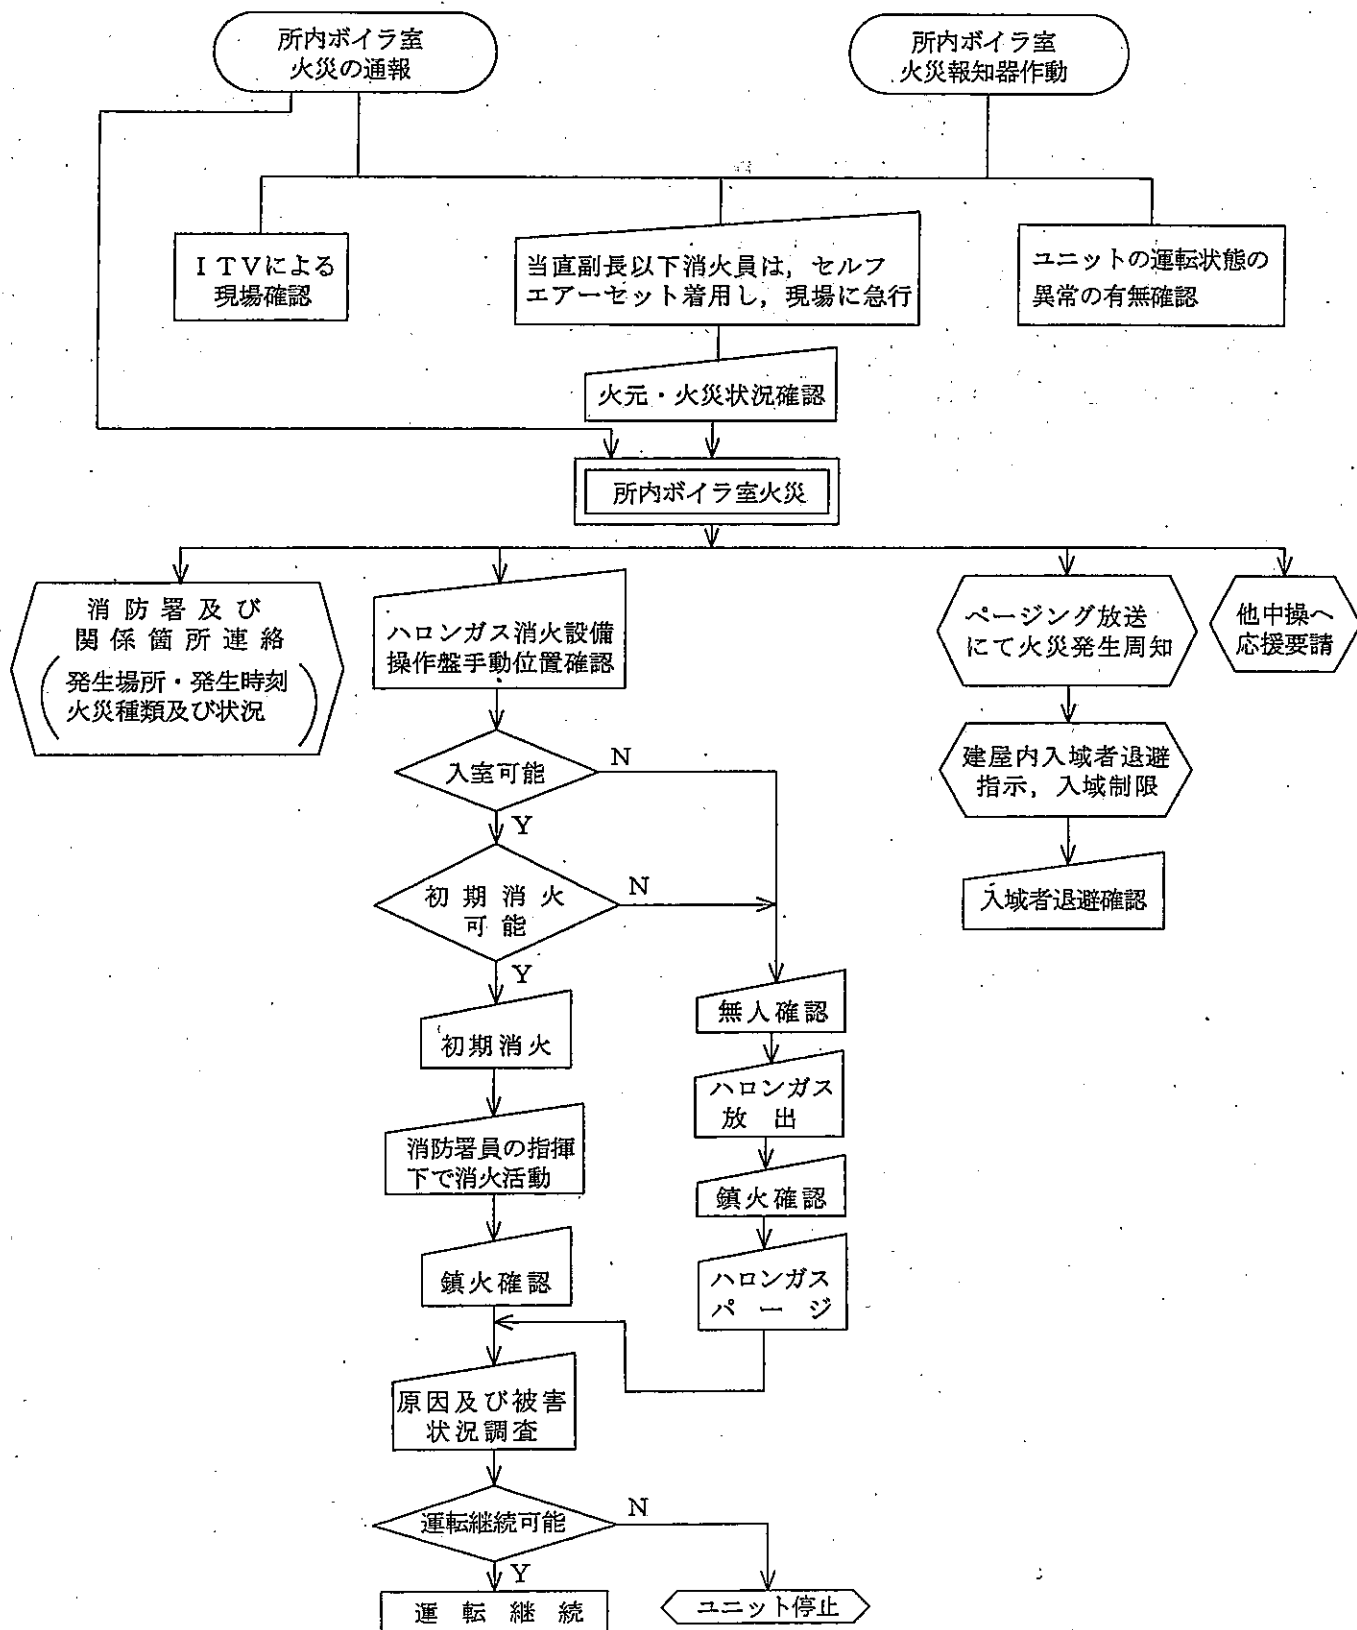 所内ボイラ室
火災の通報
所内ボイラ室
火災報知器作動
ＩＴＶによる
現場確認
当直副長以下消火員は，セルフ
エアーセット着用し，現場に急行
ユニットの運転状態の
異常の有無確認
火元・火災状況確認
所内ボイラ室火災
消防署及び
関係箇所連絡
（発生場所・発生時刻
火災種類及び状況）
ハロンガス消火設備
操作盤手動位置確認
ページング放送
にて火災発生周知
他中操へ
応援要請
入室可能
N
Y
建屋内入域者退避
指示，入域制限
初期消火
可能
N
Y
入域者退避確認
初期消火
無人確認
ハロンガス
放出
消防署員の指揮
下で消火活動
鎮火確認
鎮火確認
ハロンガス
パージ
原因及び被害
状況調査
運転継続可能
N
Y
運転継続
ユニット停止